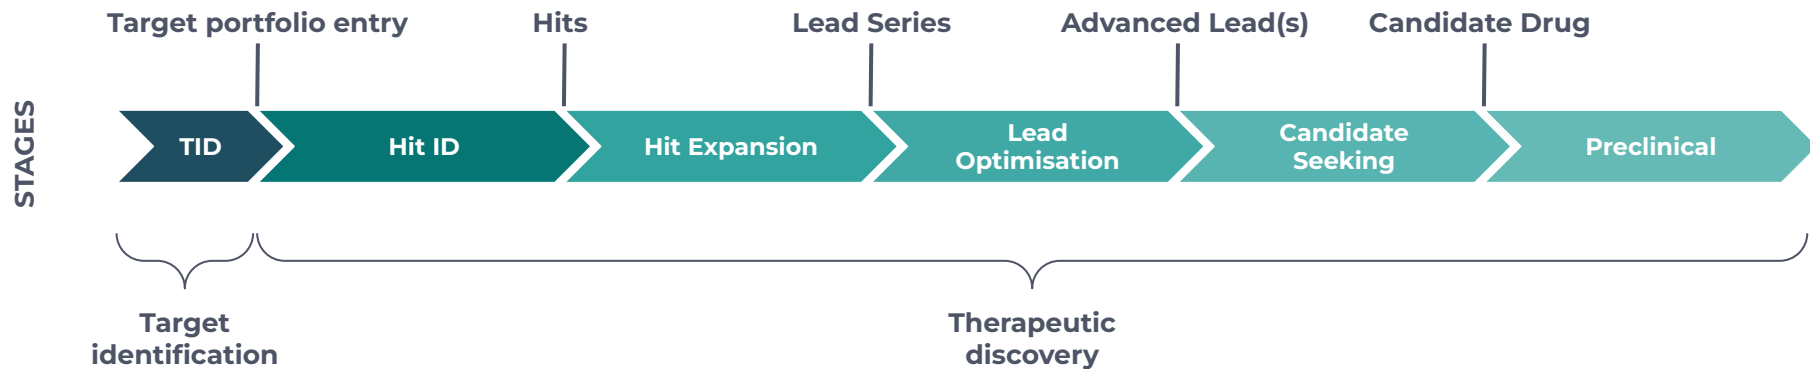 Target portfolio entry
Hits
Lead Series
Advanced Lead(s)
Candidate Drug
STAGES
TID
Hit ID
Hit Expansion
Lead
Optimisation
Candidate
Seeking
Preclinical
Target
identification
Therapeutic
discovery